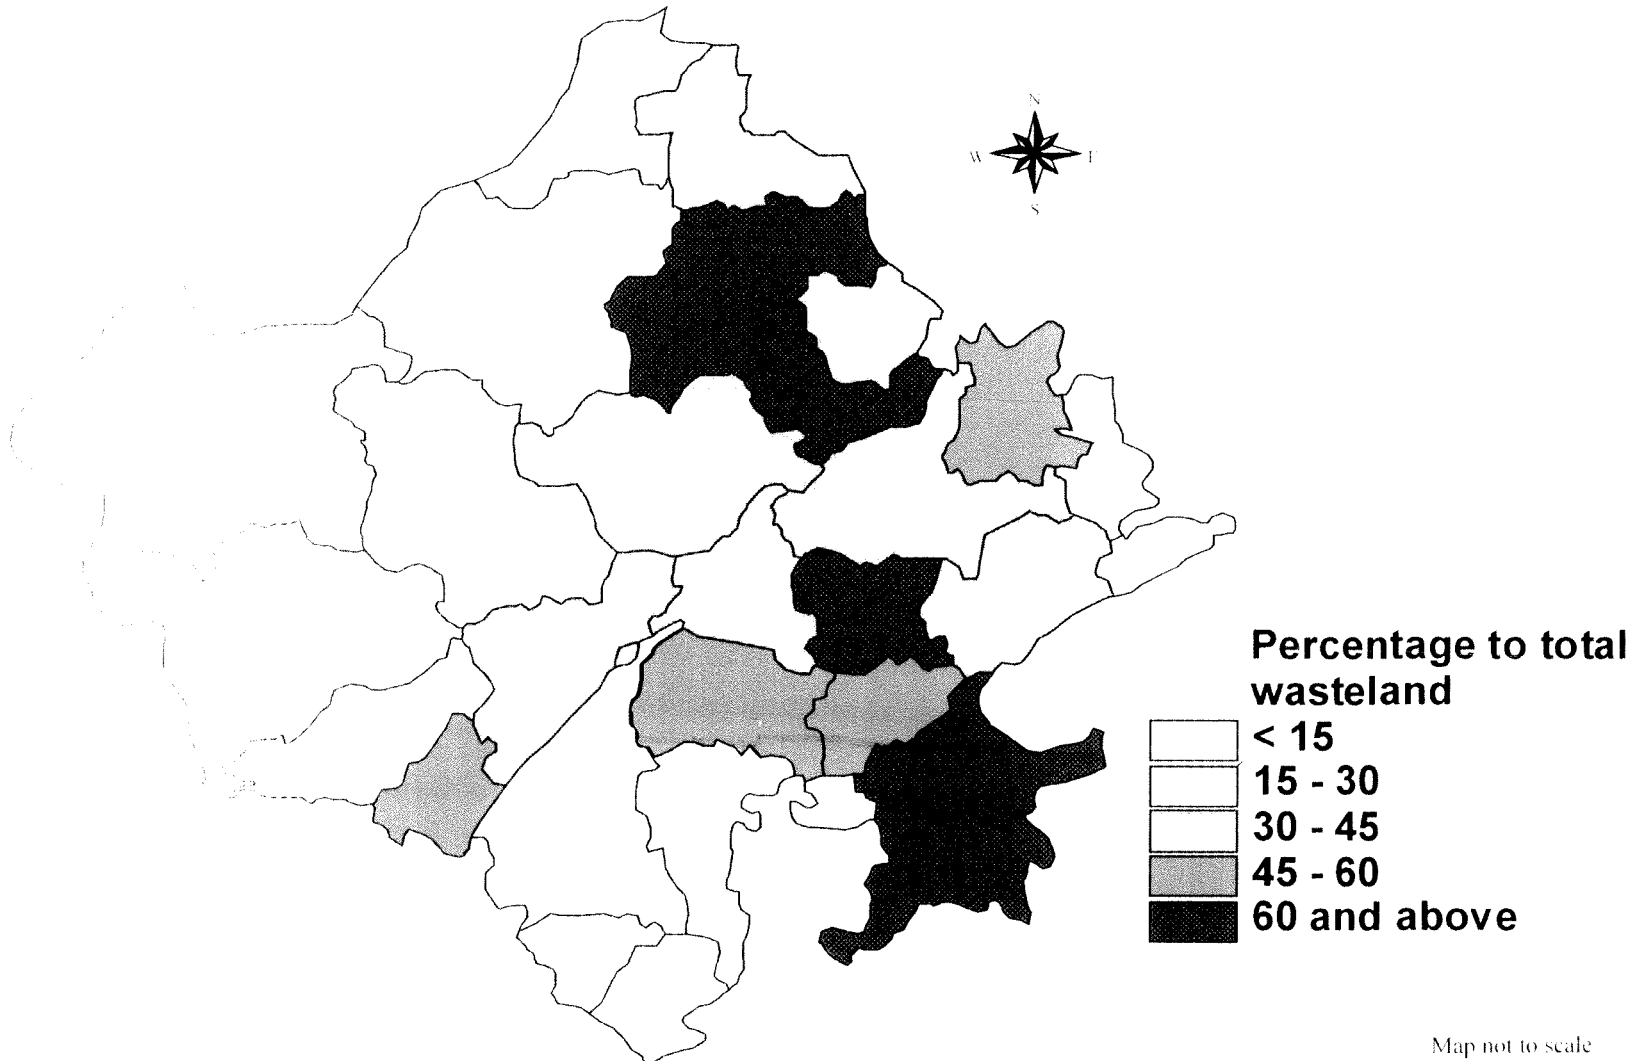 N
W E
S
Percentage to total
wasteland
< 15
15 - 30
30 - 45
45 - 60
60 and above
Map not to scale